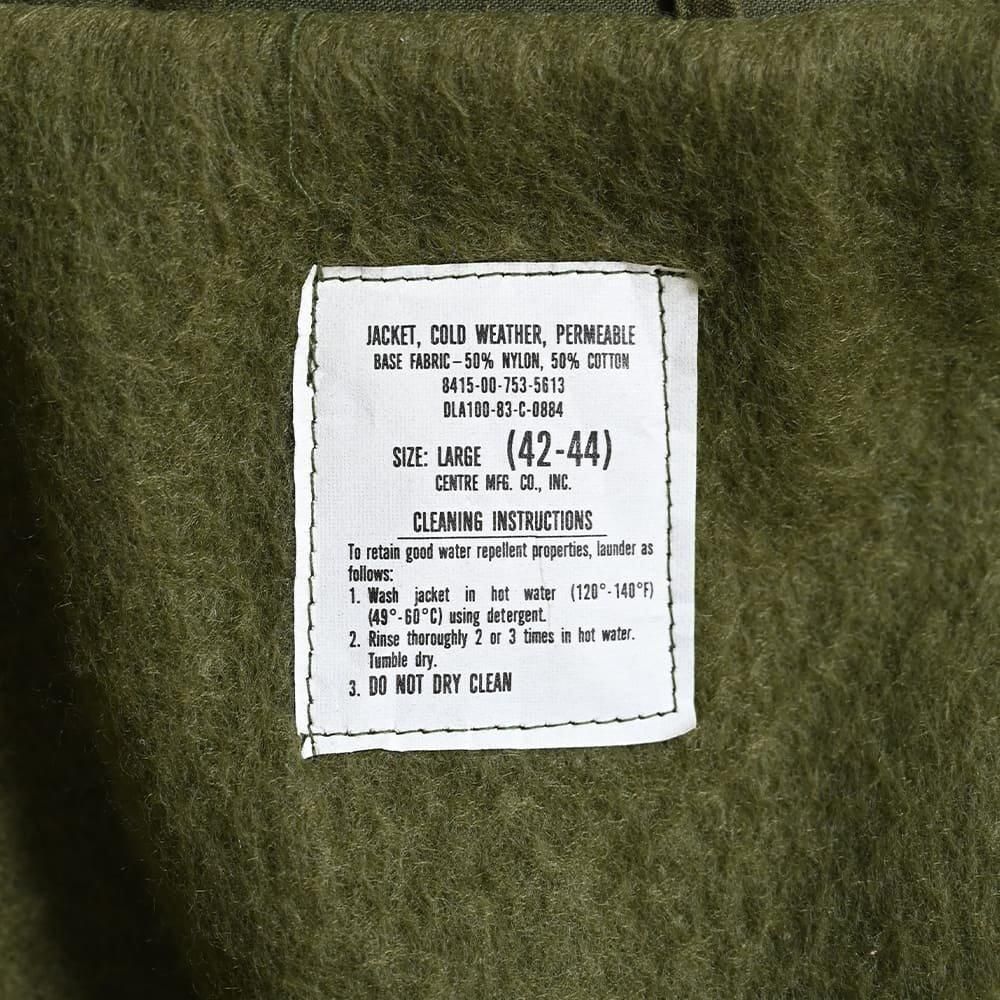 JACKET, COLD WEATHER, PERMEABLE
BASE FABRIC–50% NYLON, 50% COTTON
8415-00-753-5613
DLA100-83-C-0884
SIZE: LARGE (42-44)
CENTRE MFG. CO., INC.
CLEANING INSTRUCTIONS
To retain good water repellent properties, launder as
follows:
1. Wash jacket in hot water (120°-140°F)
(49°-60°C) using detergent.
2. Rinse thoroughly 2 or 3 times in hot water.
Tumble dry.
3. DO NOT DRY CLEAN